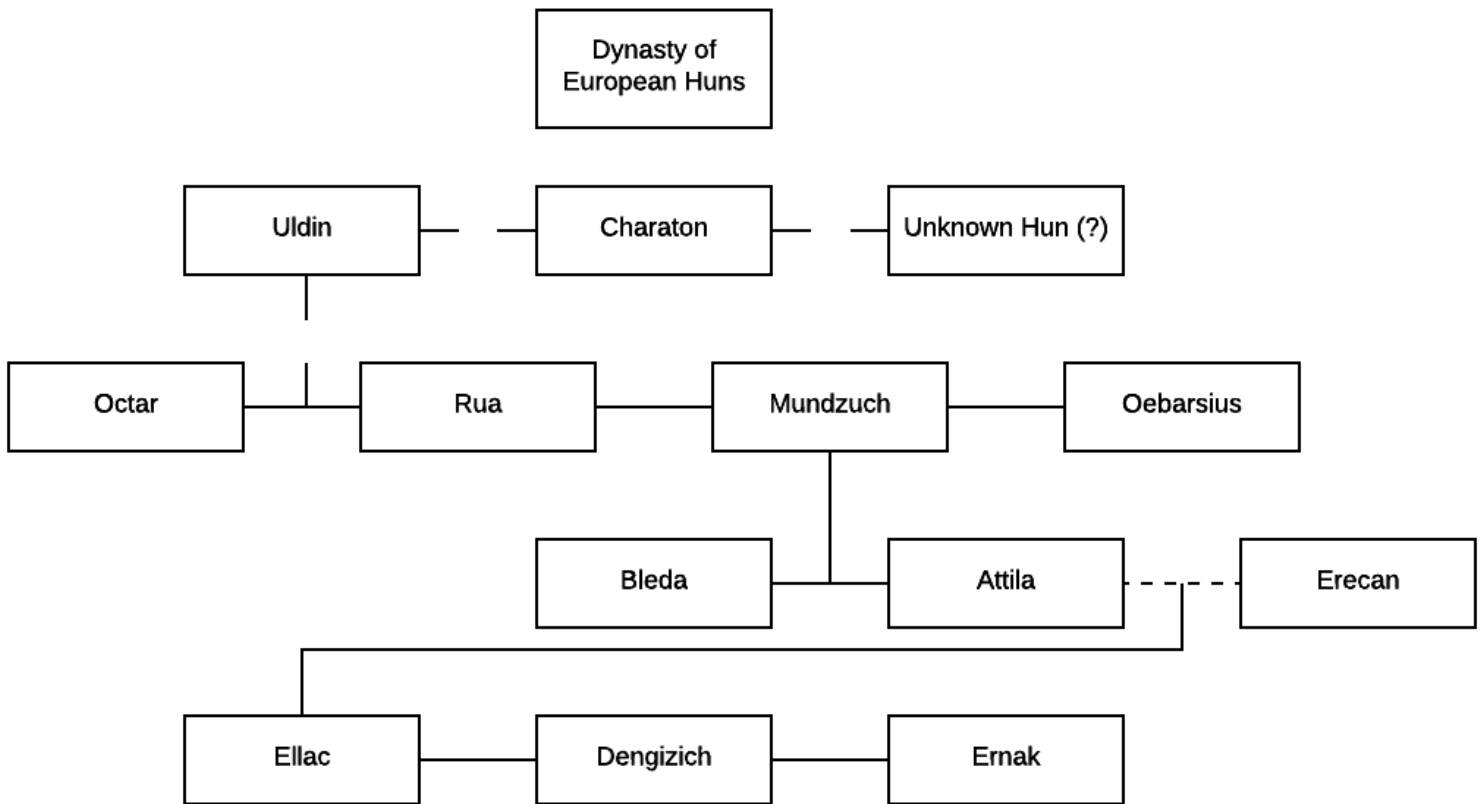 Dynasty of
European Huns
Uldin
Charaton
Unknown Hun (?)
Octar
Rua
Mundzuch
Oebarsius
Bleda
Attila
Erecan
Ellac
Dengizich
Ernak